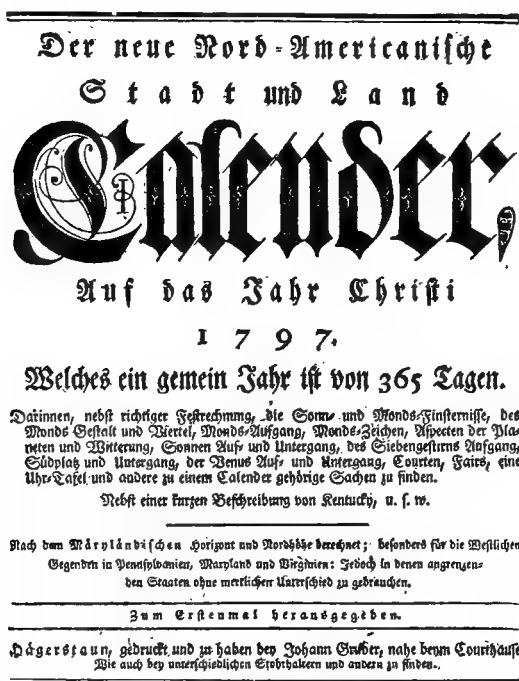 Der neue Nord-Americanische
Stadt und Land
Calender,
Auf das Jahr Christi
1797.
Welches ein gemein Jahr ist von 365 Tagen.
Darinnen, nebst richtiger Festrechnung, die Sonn- und Monds-Finsternisse, des
Monds Gestalt und Viertel, Monds-Aufgang, Monds-Zeichen, Aspecten der Pla-
neten und Witterung, Sonnen Auf- und Untergang, des Siebengestirns Aufgang,
Südplatz und Untergang, der Venus Auf- und Untergang, Courten, Fairs, eine
Uhr-Tafel und andere zu einem Calender gehörige Sachen zu finden.
Nebst einer kurzen Beschreibung von Kentucky, u. s. w.
Nach dem Märyländischen Horizont und Nordhöhe berechnet; besonders für die Westlichen
Gegenden in Pennsylvanien, Maryland und Virginien: Jedoch in denen angrenzen-
den Staaten ohne merklichen Unterschied zu gebrauchen.
Zum Erstenmal herausgegeben.
Hägerstaun, gedruckt und zu haben bey Johann Gruber, nahe beym Courthause
Wie auch bey unterschiedlichen Stohrhaltern und andern zu finden.